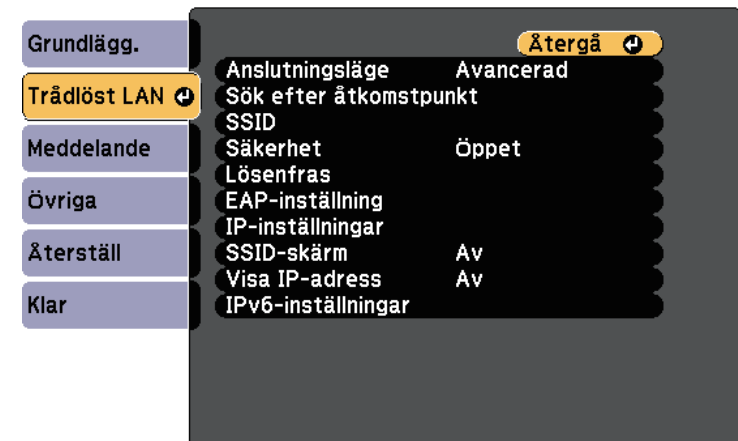 Grundlägg.
Trådlöst LAN
Meddelande
Övriga
Återställ
Klar
Återgå
Anslutningsläge Avancerad
Sök efter åtkomstpunkt
SSID
Säkerhet Öppet
Lösenfras
EAP-inställning
IP-inställningar
SSID-skärm Av
Visa IP-adress Av
IPv6-inställningar